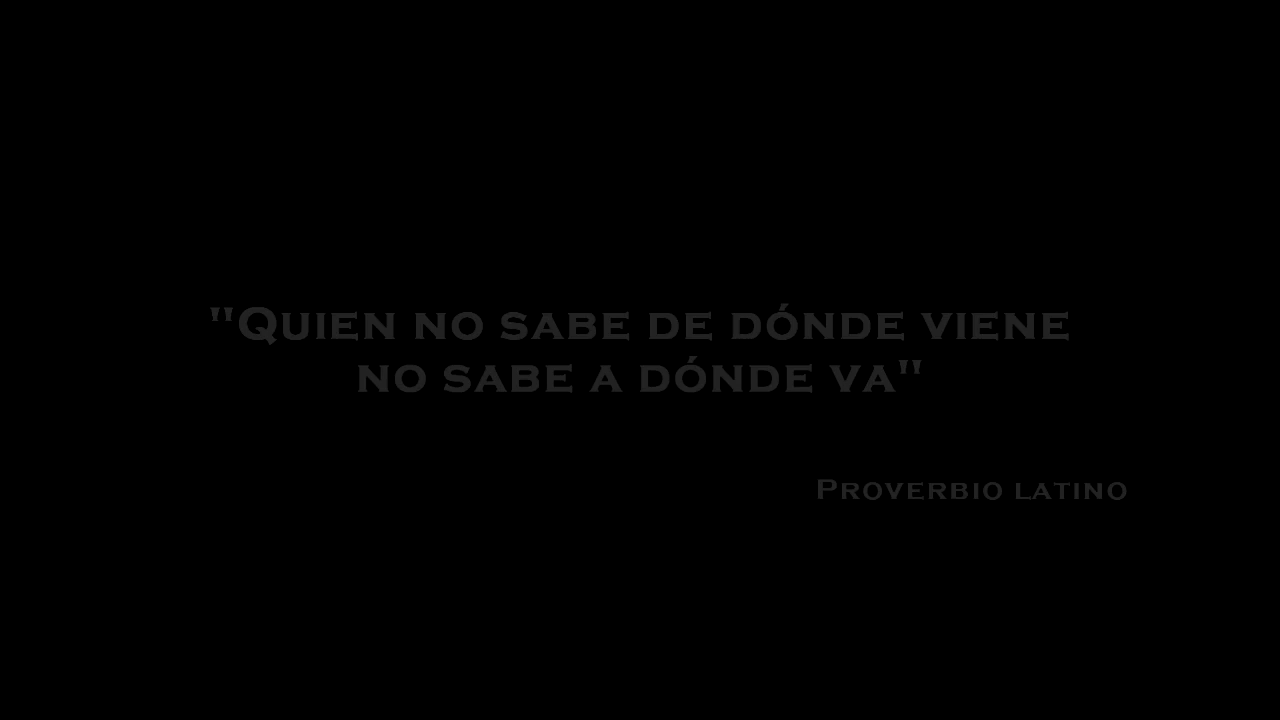 "Quien no sabe de dónde viene
no sabe a dónde va"
Proverbio latino